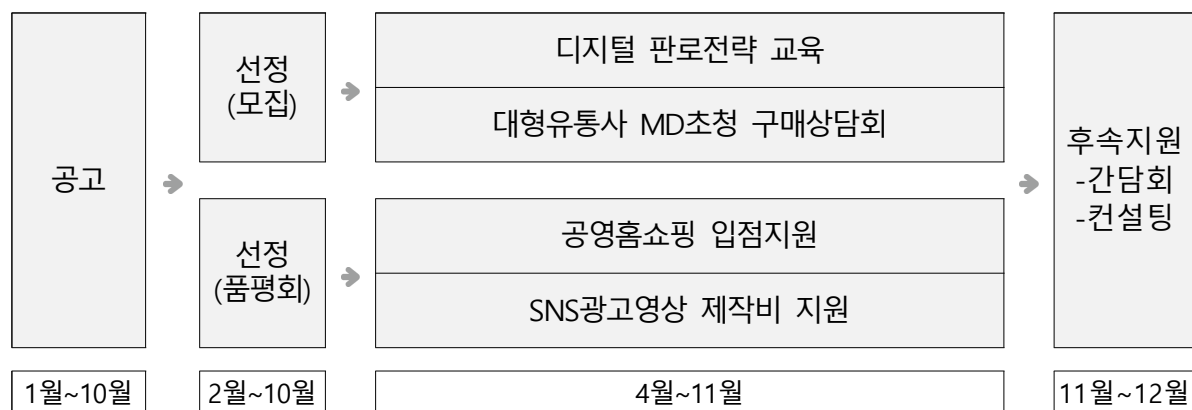 공고
선정
(모집)
디지털 판로전략 교육
대형유통사 MD초청 구매상담회
선정
(품평회)
공영홈쇼핑 입점지원
SNS광고영상 제작비 지원
후속지원
-간담회
-컨설팅
1월~10월
2월~10월
4월~11월
11월~12월